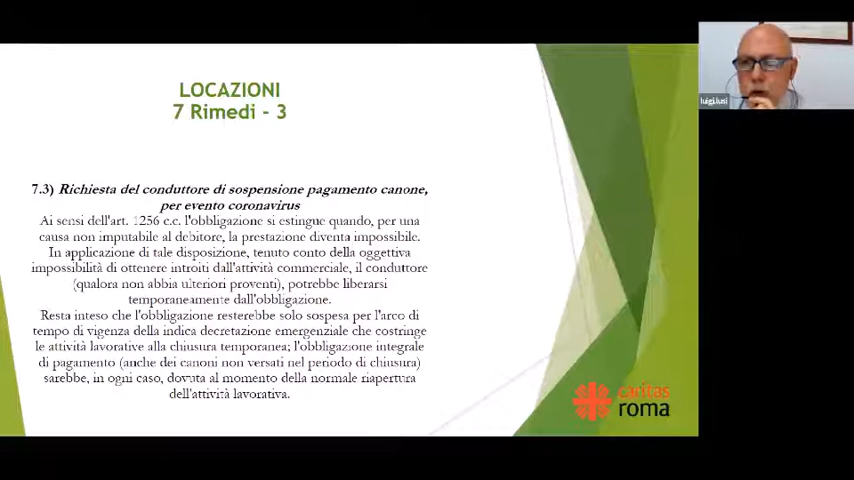 LOCAZIONI
7 Rimedi - 3
7.3) Richiesta del conduttore di sospensione pagamento canone,
per evento coronavirus
Ai sensi dell'art. 1256 c.c. l'obbligazione si estingue quando, per una
causa non imputabile al debitore, la prestazione diventa impossibile.
In applicazione di tale disposizione, tenuto conto della oggettiva
impossibilità di ottenere introiti dall'attività commerciale, il conduttore
(qualora non abbia ulteriori proventi), potrebbe liberarsi
temporaneamente dall'obbligazione.
Resta inteso che l'obbligazione resterebbe solo sospesa per l'arco di
tempo di vigenza della indica decretazione emergenziale che costringe
le attività lavorative alla chiusura temporanea; l'obbligazione integrale
di pagamento (anche dei canoni non versati nel periodo di chiusura)
sarebbe, in ogni caso, dovuta al momento della normale riapertura
dell'attività lavorativa.
caritas
roma
luigi.lusi